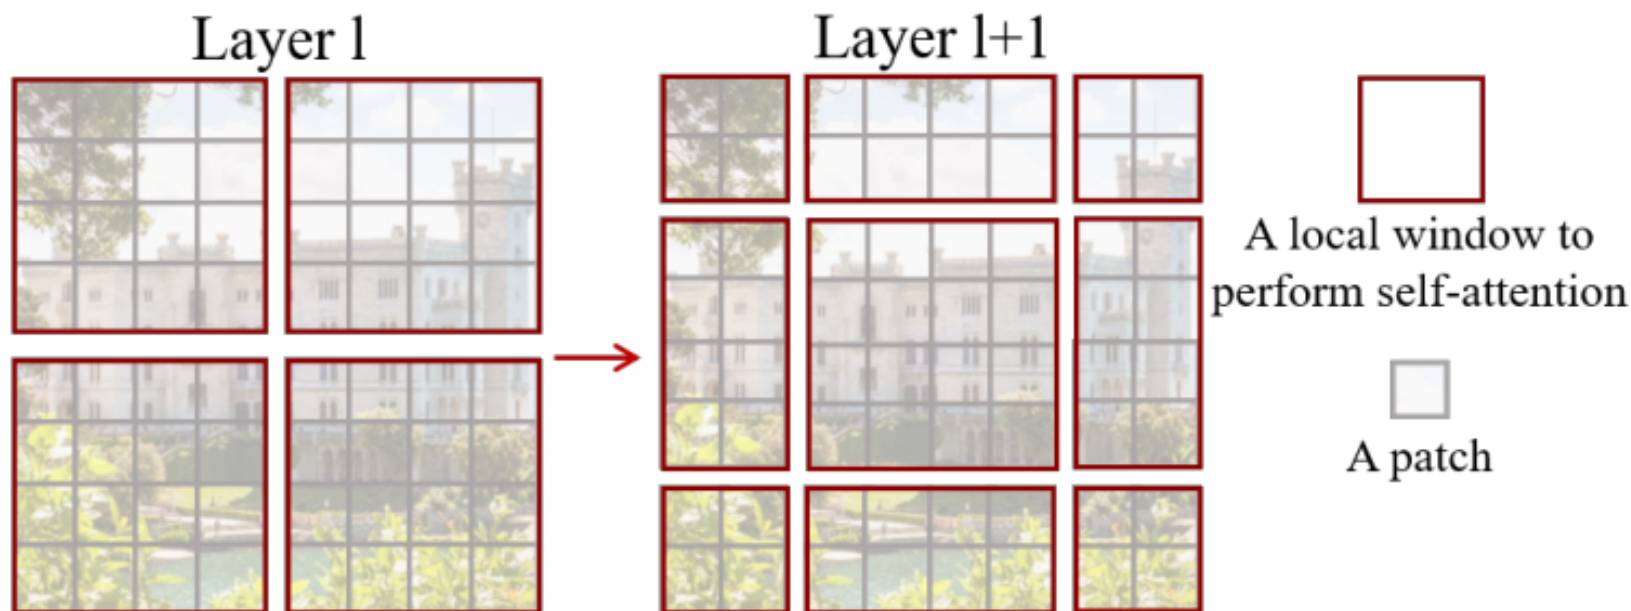 Layer l
Layer l+1
A local window to
perform self-attention
A patch